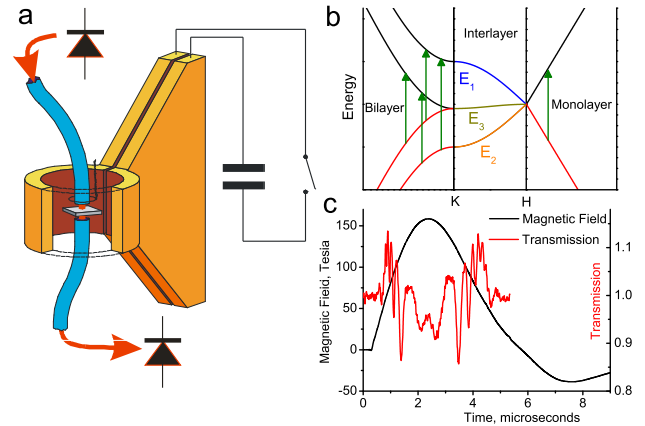 a
b
Interlayer
Energy
Bilayer
E1
E3
E2
Monolayer
K
H
c
Magnetic Field, Tesla
150
100
50
0
-50
Magnetic Field
Transmission
1.1
1.0
0.9
0.8
Transmission
0
2
4
6
8
Time, microseconds